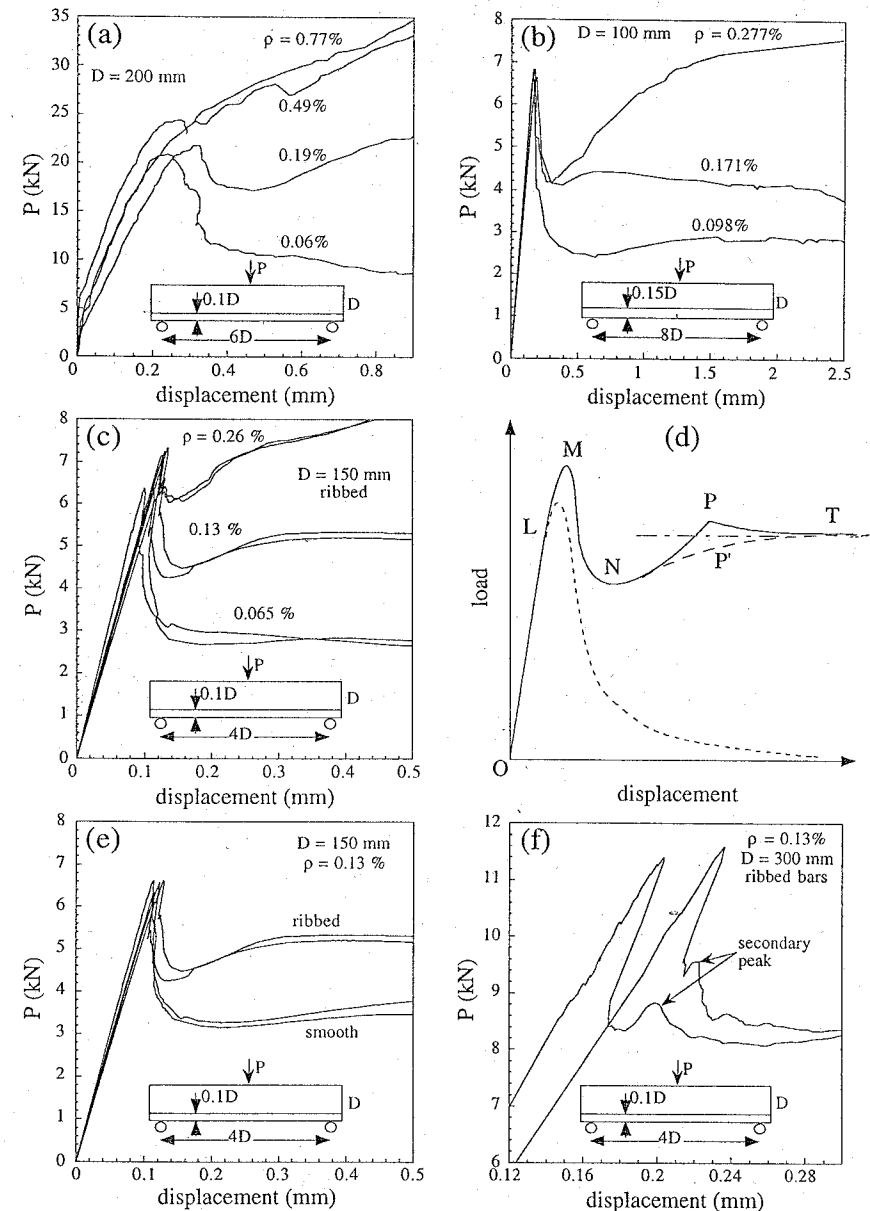 (a)
ρ = 0.77%
D = 200 mm
0.49%
0.19%
0.06%
P
0.1D
D
6D
35
30
25
20
15
10
5
0
P (kN)
0 0.2 0.4 0.6 0.8
displacement (mm)
(b)
D = 100 mm ρ = 0.277%
0.171%
0.098%
P
0.15D
D
8D
8
7
6
5
4
3
2
1
0
P (kN)
0 0.5 1 1.5 2 2.5
displacement (mm)
(c)
ρ = 0.26 %
D = 150 mm
ribbed
0.13 %
0.065 %
P
0.1D
D
4D
8
7
6
5
4
3
2
1
0
P (kN)
0 0.1 0.2 0.3 0.4 0.5
displacement (mm)
(d)
M
L
P
T
N
P'
O
load
displacement
(e)
D = 150 mm
ρ = 0.13 %
ribbed
smooth
P
0.1D
D
4D
8
7
6
5
4
3
2
1
0
P (kN)
0 0.1 0.2 0.3 0.4 0.5
displacement (mm)
(f)
ρ = 0.13%
D = 300 mm
ribbed bars
secondary
peak
P
0.1D
D
4D
12
11
10
9
8
7
6
P (kN)
0.12 0.16 0.2 0.24 0.28
displacement (mm)